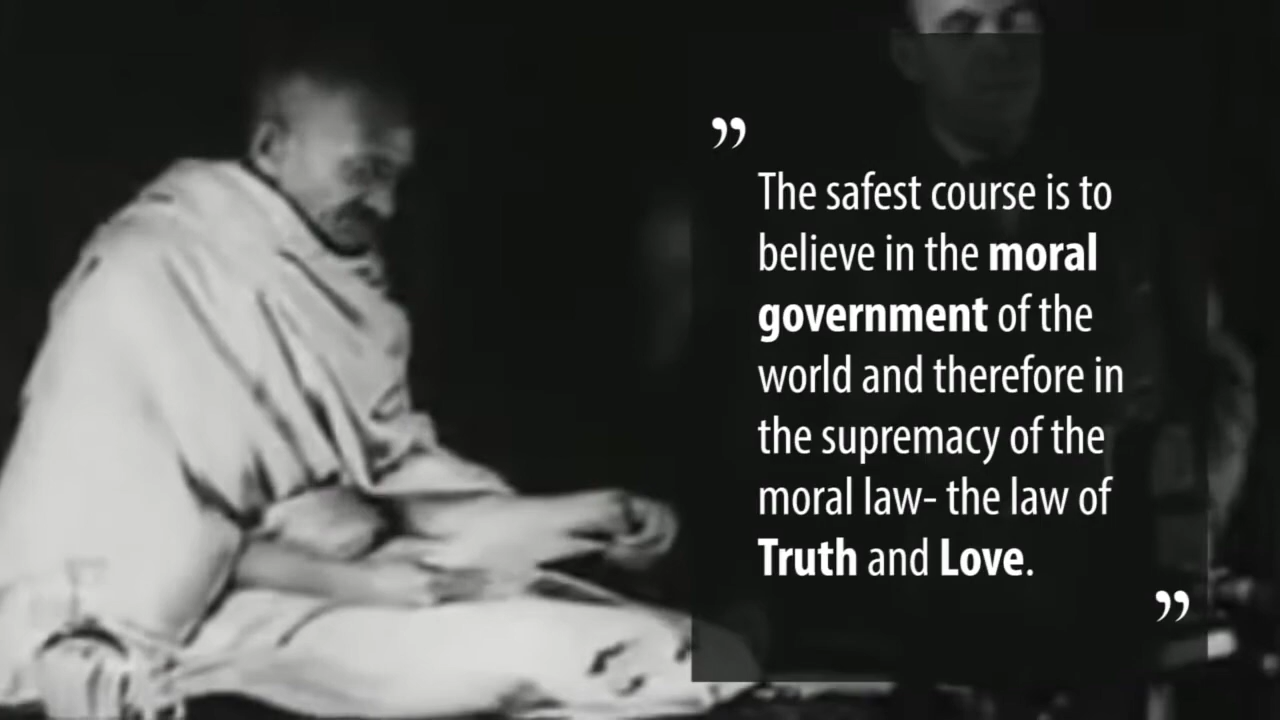 ”
The safest course is to
believe in the moral
government of the
world and therefore in
the supremacy of the
moral law- the law of
Truth and Love.
”